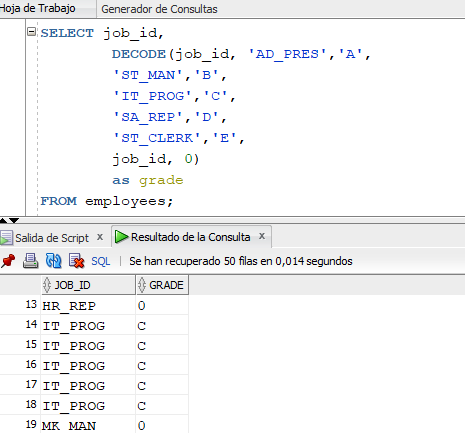 Hoja de Trabajo Generador de Consultas
SELECT job_id,
DECODE(job_id, 'AD_PRES','A',
'ST_MAN','B',
'IT_PROG','C',
'SA_REP','D',
'ST_CLERK','E',
job_id, 0)
as grade
FROM employees;
Salida de Script x Resultado de la Consulta x
SQL | Se han recuperado 50 filas en 0,014 segundos
JOB_ID GRADE
13 HR_REP 0
14 IT_PROG C
15 IT_PROG C
16 IT_PROG C
17 IT_PROG C
18 IT_PROG C
19 MK_MAN 0